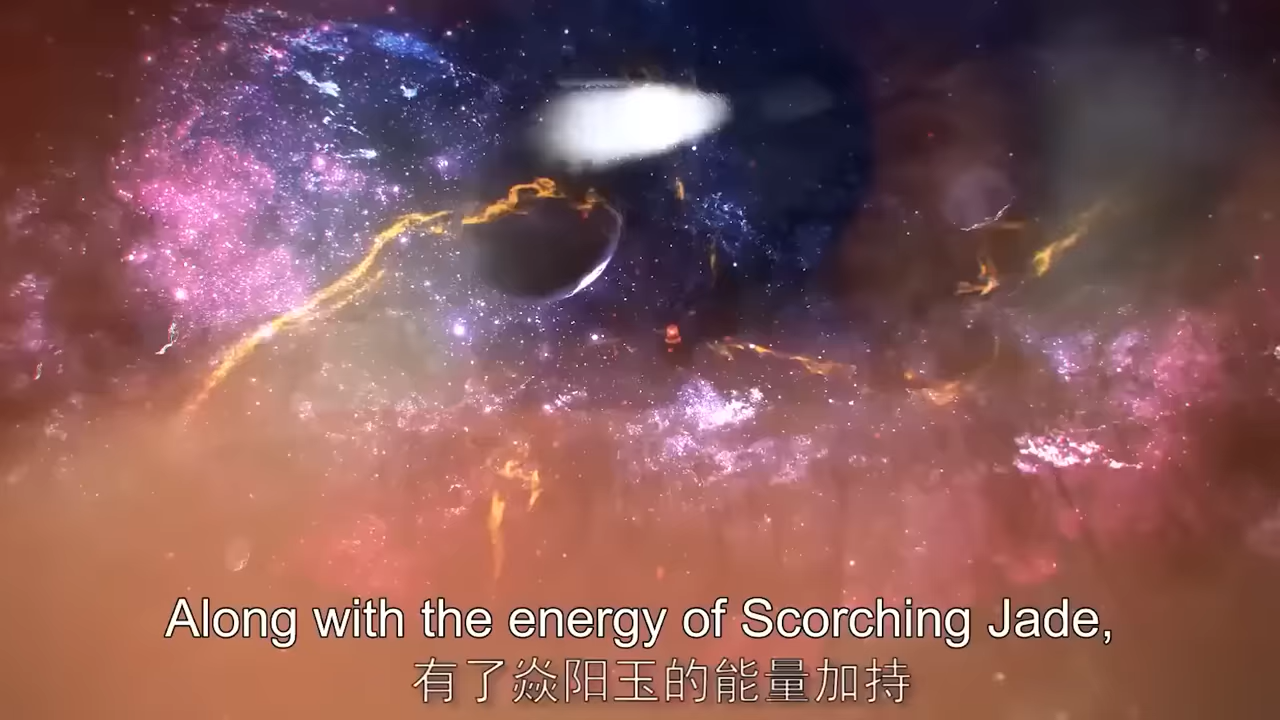 Along with the energy of Scorching Jade,
有了焱阳玉的能量加持